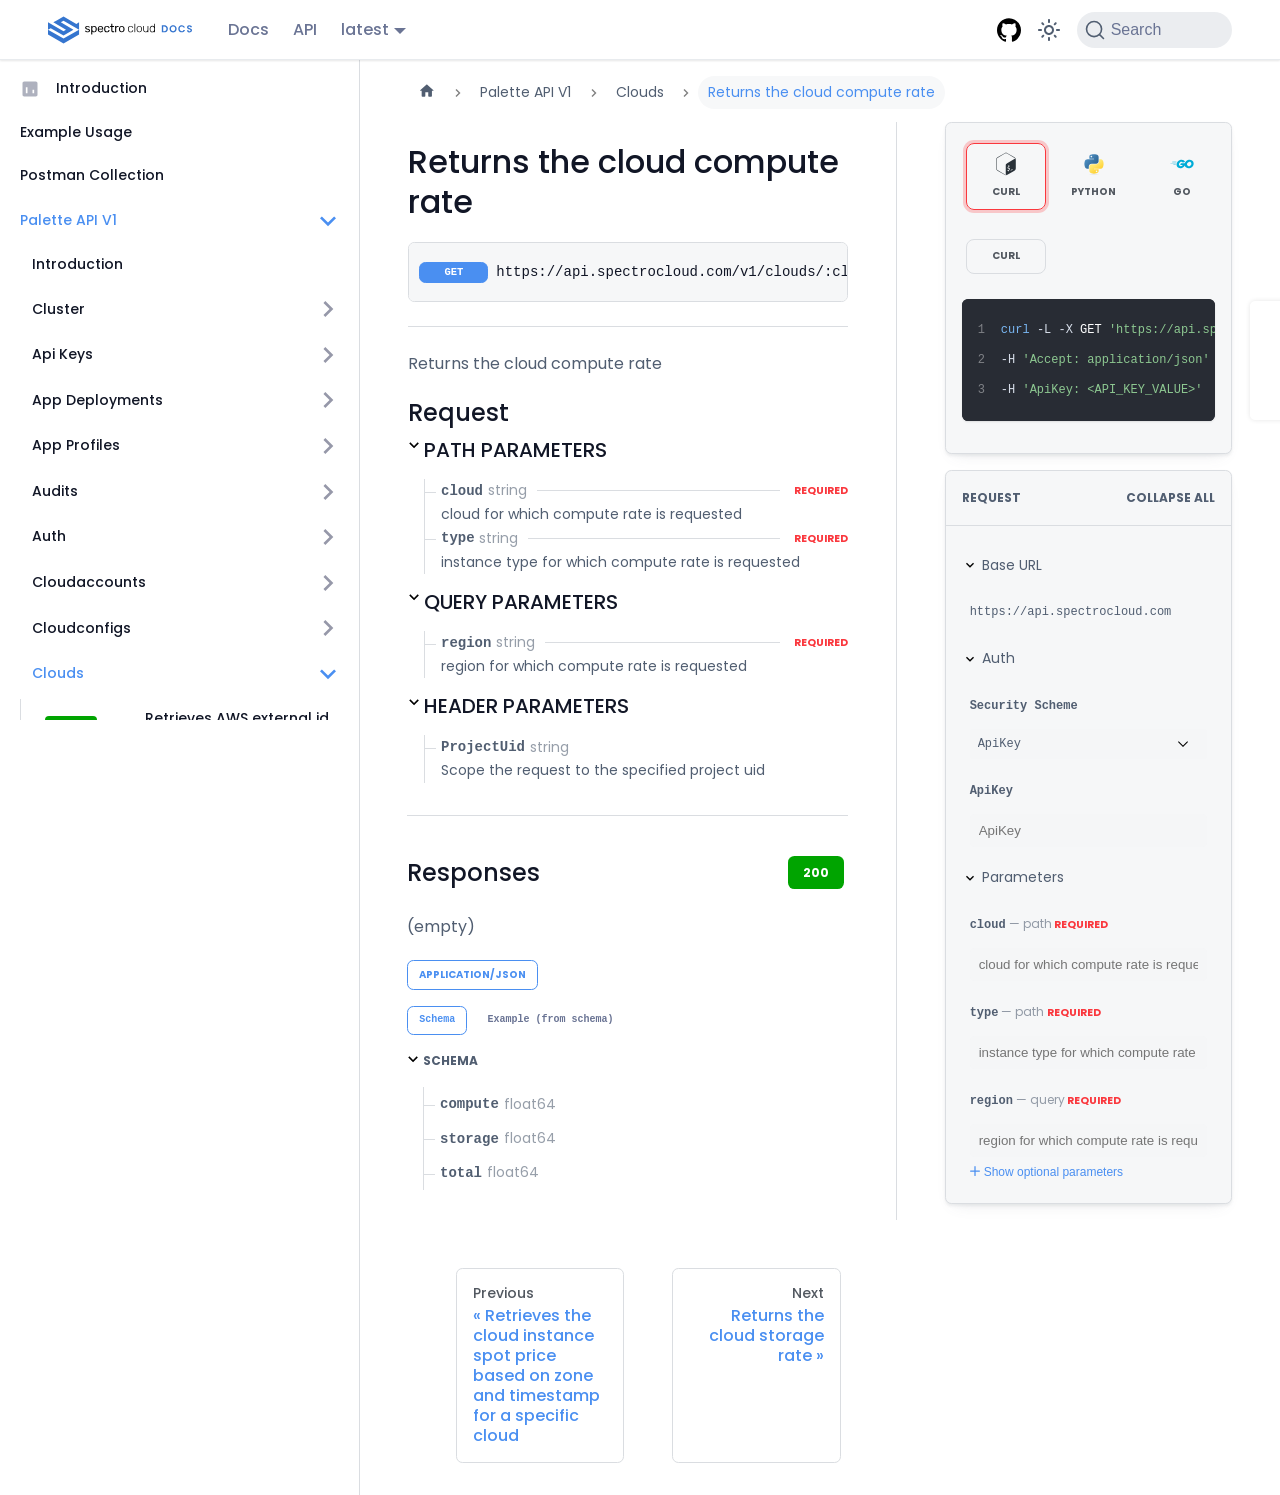 spectro cloud DOCS
Docs
API
latest
Search
Introduction
Example Usage
Postman Collection
Palette API V1
Introduction
Cluster
Api Keys
App Deployments
App Profiles
Audits
Auth
Cloudaccounts
Cloudconfigs
Clouds
Retrieves AWS external id
Palette API V1
Clouds
Returns the cloud compute rate
Returns the cloud compute
rate
GET https://api.spectrocloud.com/v1/clouds/:cl
Returns the cloud compute rate
Request
PATH PARAMETERS
cloud string REQUIRED
cloud for which compute rate is requested
type string REQUIRED
instance type for which compute rate is requested
QUERY PARAMETERS
region string REQUIRED
region for which compute rate is requested
HEADER PARAMETERS
ProjectUid string
Scope the request to the specified project uid
Responses
200
(empty)
APPLICATION/JSON
Schema
Example (from schema)
SCHEMA
compute float64
storage float64
total float64
Previous
« Retrieves the
cloud instance
spot price
based on zone
and timestamp
for a specific
cloud
Next
Returns the
cloud storage
rate »
CURL
PYTHON
GO
CURL
1 curl -L -X GET 'https://api.sp
2 -H 'Accept: application/json'
3 -H 'ApiKey: <API_KEY_VALUE>'
REQUEST
COLLAPSE ALL
Base URL
https://api.spectrocloud.com
Auth
Security Scheme
ApiKey
ApiKey
ApiKey
Parameters
cloud — path REQUIRED
cloud for which compute rate is reque
type — path REQUIRED
instance type for which compute rate
region — query REQUIRED
region for which compute rate is requ
Show optional parameters